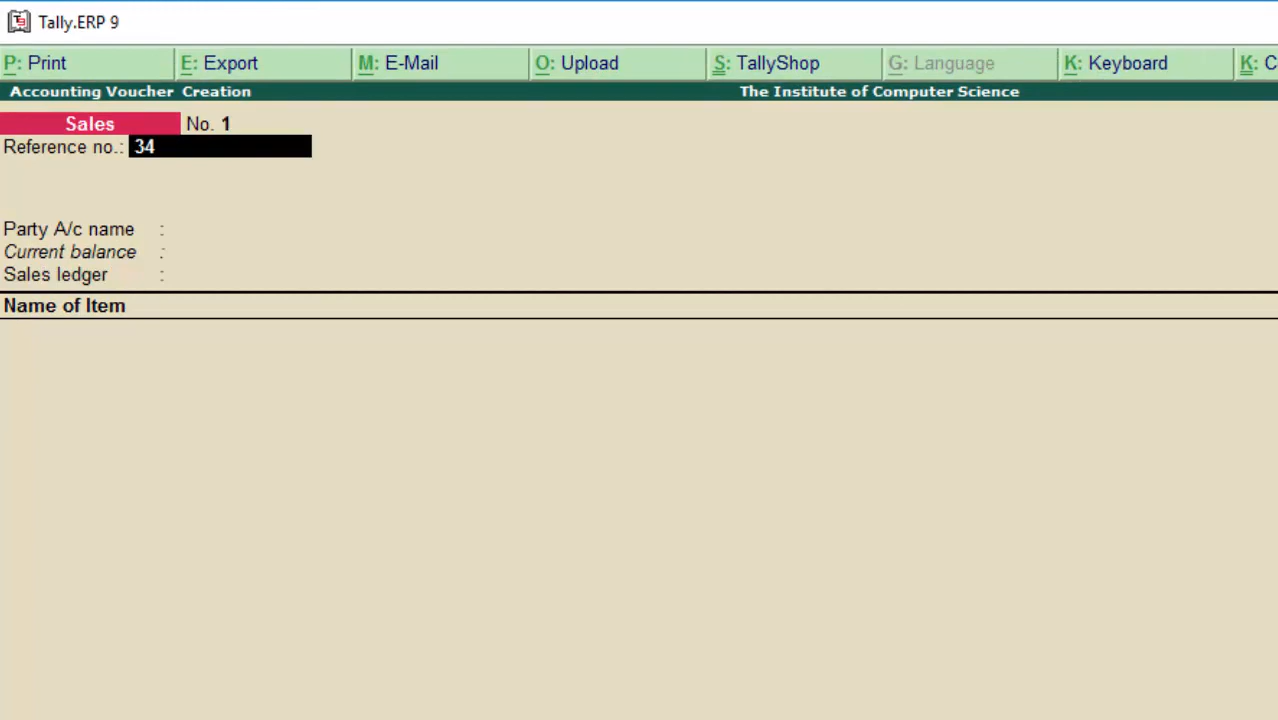 Tally.ERP 9
P: Print E: Export M: E-Mail O: Upload S: TallyShop G: Language K: Keyboard K: C
Accounting Voucher Creation The Institute of Computer Science
Sales No. 1
Reference no.: 34
Party A/c name :
Current balance :
Sales ledger :
Name of Item